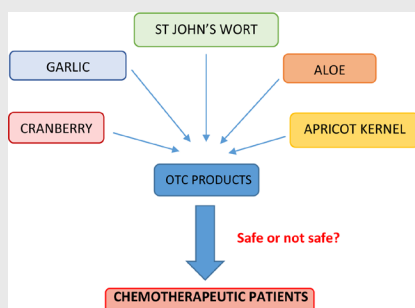 ST JOHN'S WORT
GARLIC
ALOE
CRANBERRY
APRICOT KERNEL
OTC PRODUCTS
Safe or not safe?
CHEMOTHERAPEUTIC PATIENTS